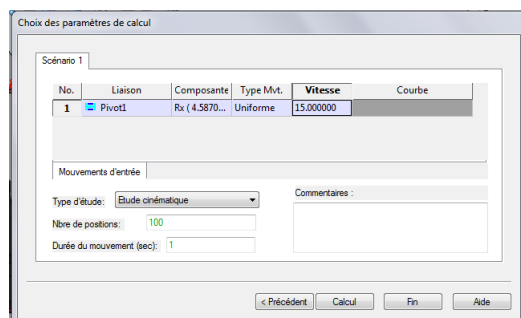 Choix des paramètres de calcul
Scénario 1
No. Liaison Composante Type Mvt. Vitesse Courbe
1 Pivot1 Rx ( 4.5870... Uniforme 15.000000
Mouvements d'entrée
Type d'étude: Etude cinématique
Commentaires :
Nbre de positions: 100
Durée du mouvement (sec): 1
< Précédent Calcul Fin Aide